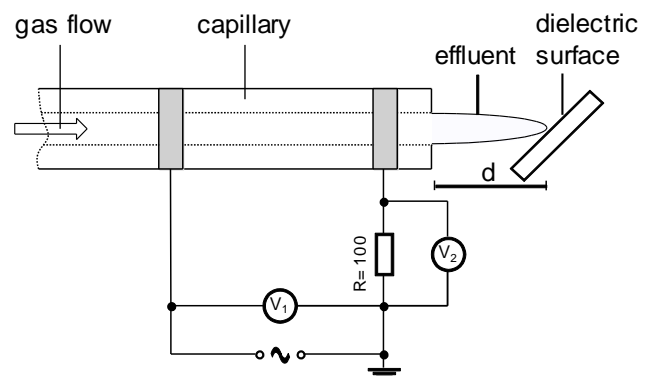 gas flow
capillary
dielectric
surface
effluent
d
R= 100
V₂
V₁